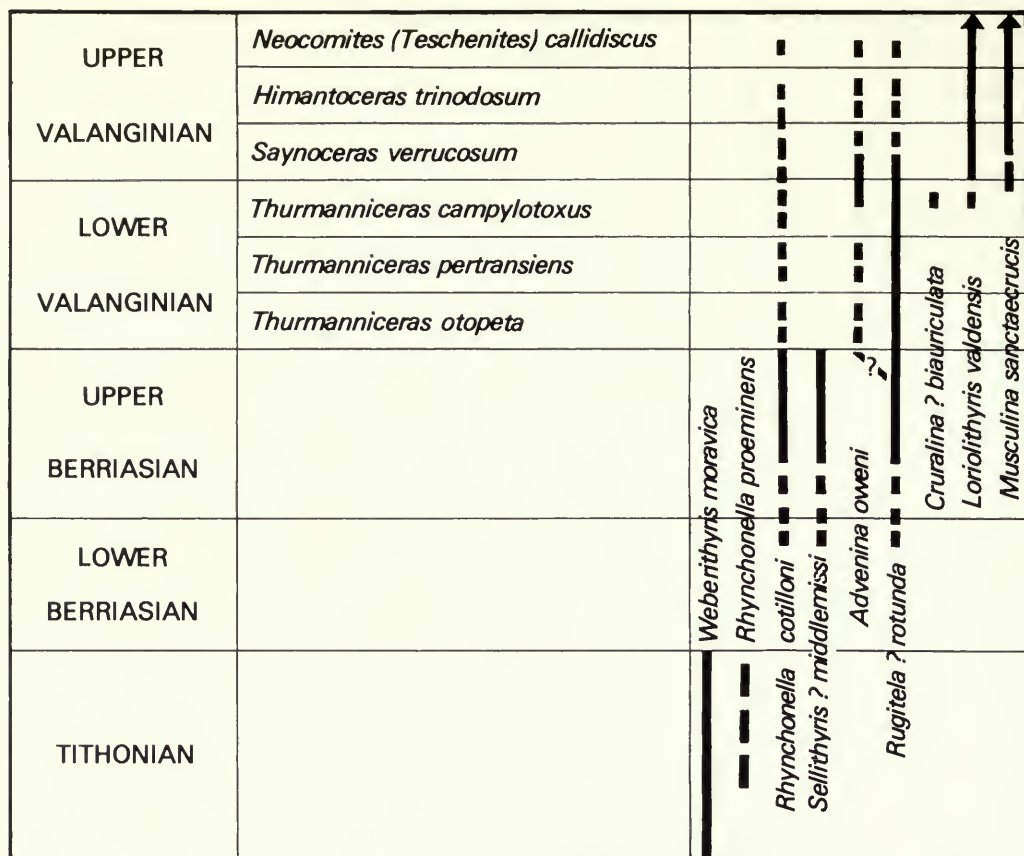 UPPER
VALANGINIAN
Neocomites (Teschenites) callidiscus
Himantoceras trinodosum
Saynoceras verrucosum
LOWER
VALANGINIAN
Thurmanniceras campylotoxus
Thurmanniceras pertransiens
Thurmanniceras otopeta
UPPER
BERRIASIAN
LOWER
BERRIASIAN
TITHONIAN
Weberithyris moravica
Rhynchonella proeminens
Rhynchonella cotilloni
Sellithyris ? middlemissi
?
Advenina oweni
Rugitela ? rotunda
Cruralina ? biauriculata
Loriolithyris valdensis
Musculina sanctaecrucis